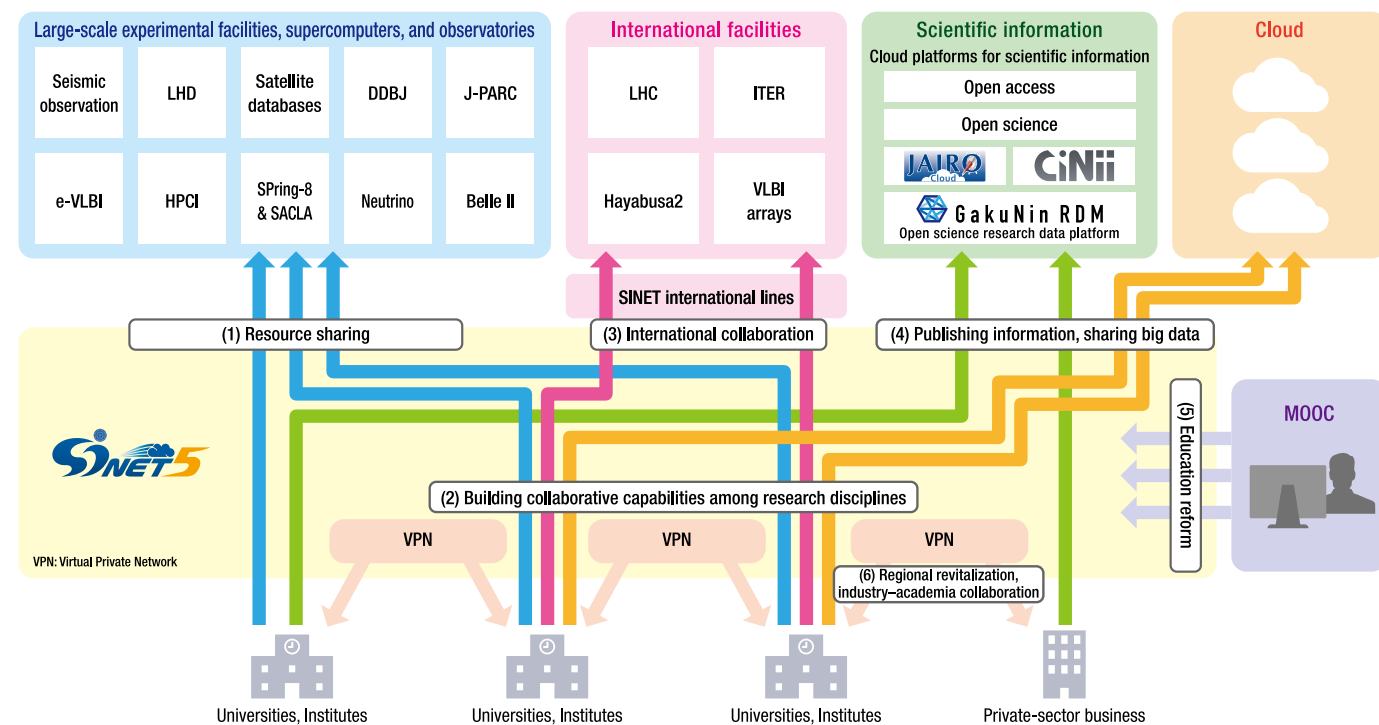 Large-scale experimental facilities, supercomputers, and observatories
Seismic
observation
LHD
Satellite
databases
DDBJ
J-PARC
e-VLBI
HPCI
SPring-8
& SACLA
Neutrino
Belle II
International facilities
LHC
ITER
Hayabusa2
VLBI
arrays
Scientific information
Cloud platforms for scientific information
Open access
Open science
JAIRO
Cloud
CiNii
GakuNin RDM
Open science research data platform
Cloud
SINET international lines
(1) Resource sharing
(3) International collaboration
(4) Publishing information, sharing big data
SINET5
(5) Education reform
MOOC
(2) Building collaborative capabilities among research disciplines
VPN
VPN
VPN
VPN: Virtual Private Network
(6) Regional revitalization,
industry–academia collaboration
Universities, Institutes
Universities, Institutes
Universities, Institutes
Private-sector business